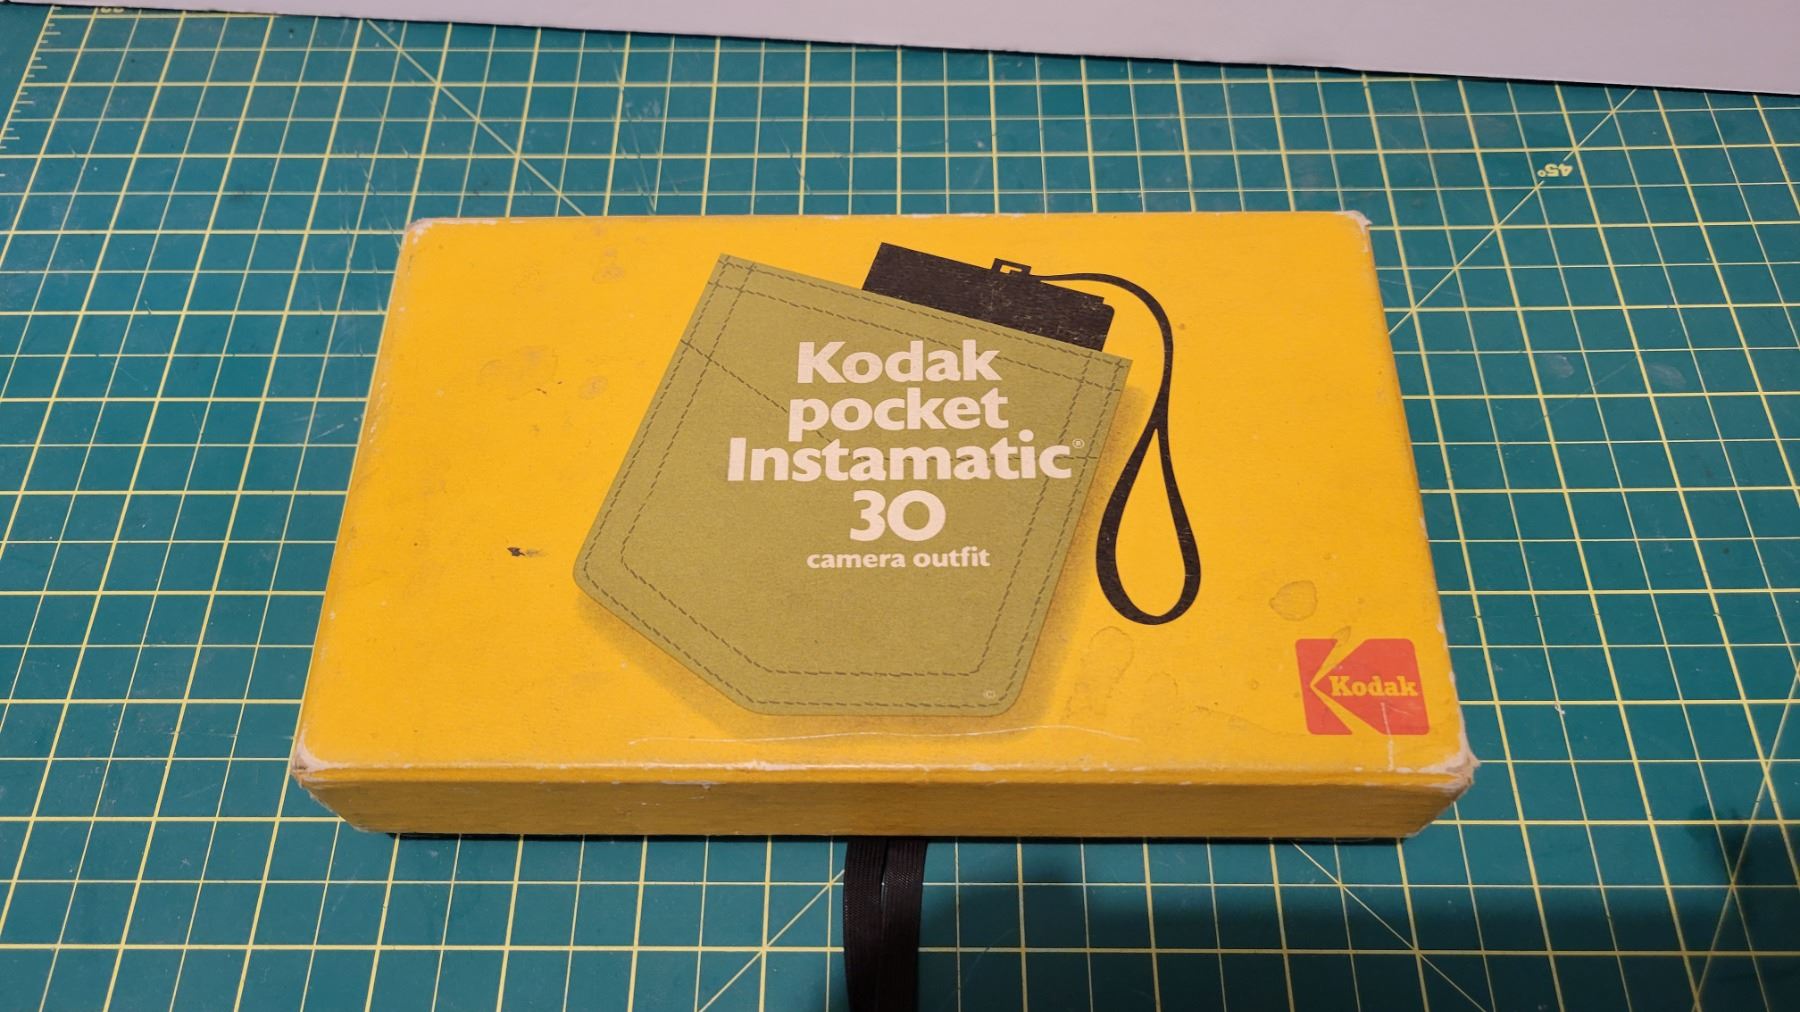 45°
Kodak
pocket
Instamatic®
30
camera outfit
©
Kodak